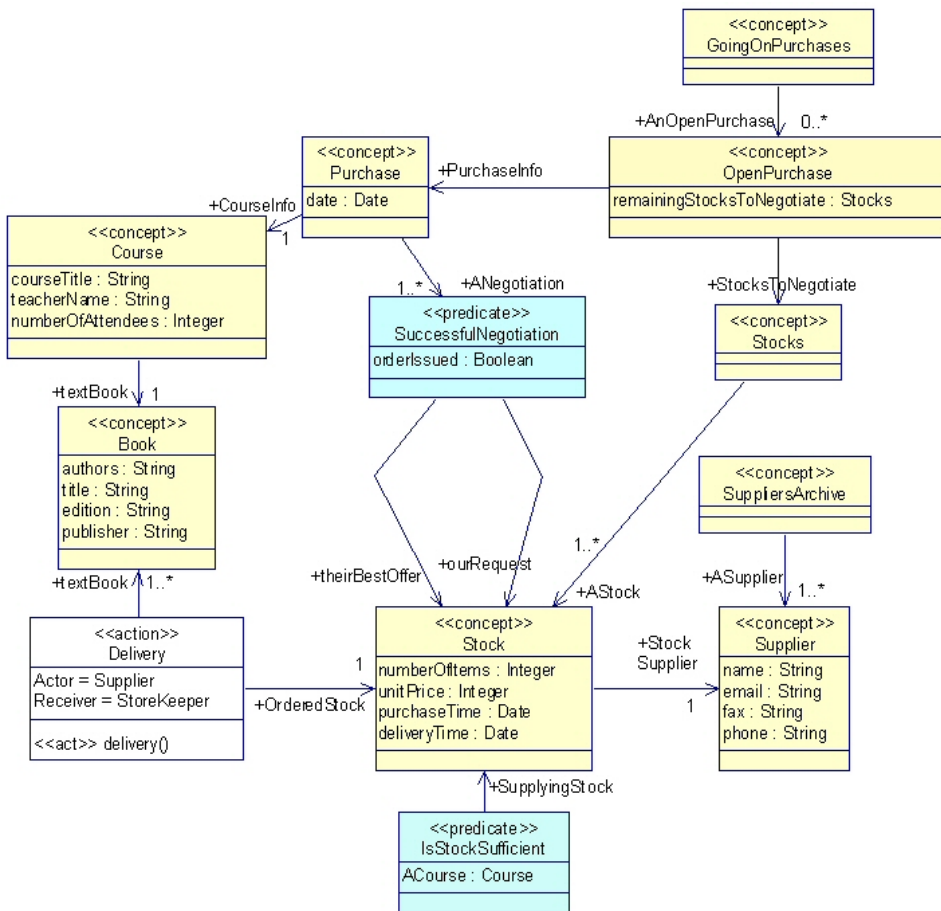 <<concept>>
GoingOnPurchases
+AnOpenPurchase
0..*
<<concept>>
Purchase
date : Date
+PurchaseInfo
<<concept>>
OpenPurchase
remainingStocksToNegotiate : Stocks
+CourseInfo
1
<<concept>>
Course
courseTitle : String
teacherName : String
numberOfAttendees : Integer
1..*
+ANegotiation
<<predicate>>
SuccessfulNegotiation
orderIssued : Boolean
+StocksToNegotiate
<<concept>>
Stocks
+textBook
1
<<concept>>
Book
authors : String
title : String
edition : String
publisher : String
<<concept>>
SuppliersArchive
+textBook
1..*
+theirBestOffer
+ourRequest
1..*
+AStock
+ASupplier
1..*
<<action>>
Delivery
Actor = Supplier
Receiver = StoreKeeper
<<act>> delivery()
1
+OrderedStock
<<concept>>
Stock
numberOfItems : Integer
unitPrice : Integer
purchaseTime : Date
deliveryTime : Date
+Stock
Supplier
1
<<concept>>
Supplier
name : String
email : String
fax : String
phone : String
+SupplyingStock
<<predicate>>
IsStockSufficient
ACourse : Course